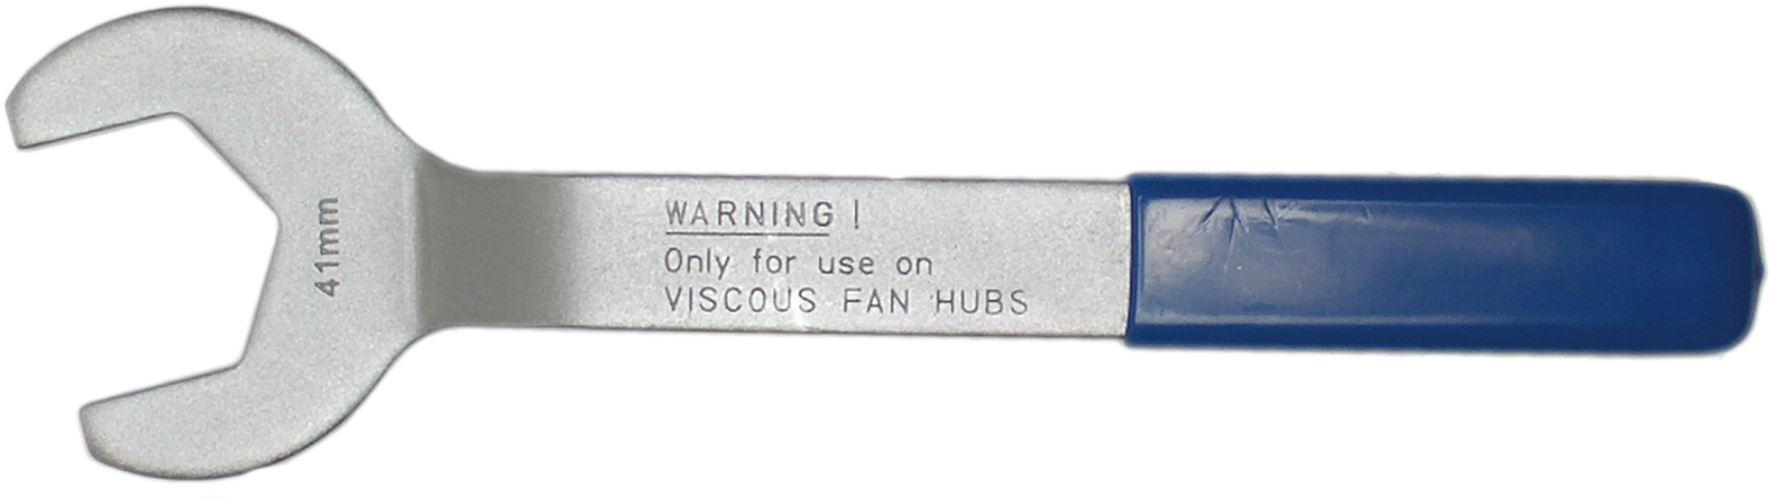 41mm
WARNING !
Only for use on
VISCOUS FAN HUBS